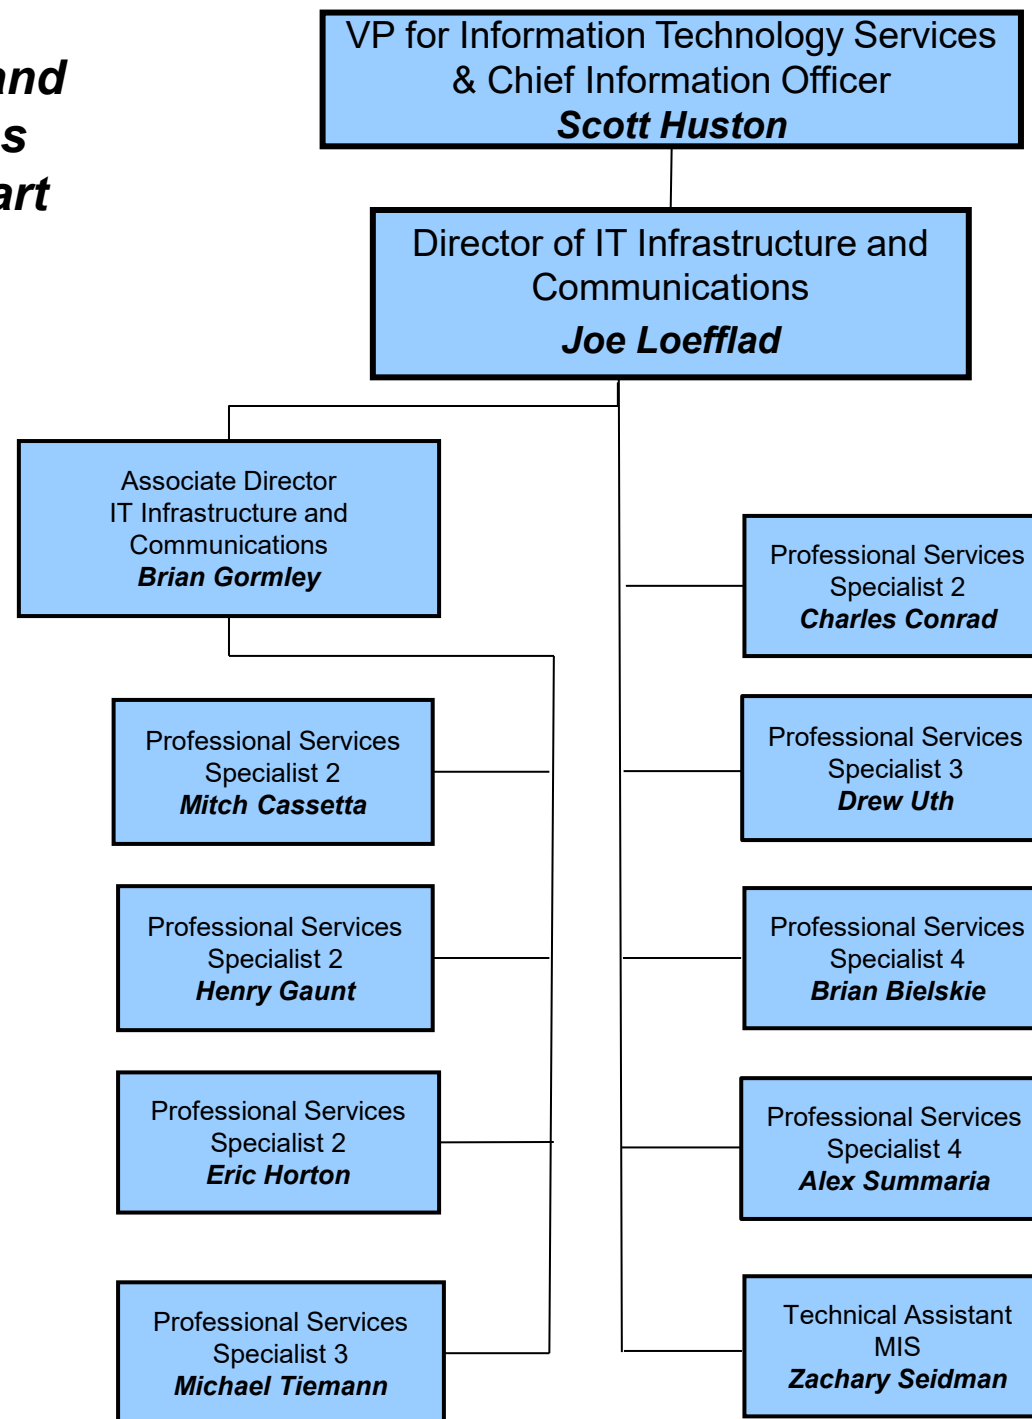 and
s
art
VP for Information Technology Services
& Chief Information Officer
Scott Huston
Director of IT Infrastructure and
Communications
Joe Loefflad
Associate Director
IT Infrastructure and
Communications
Brian Gormley
Professional Services
Specialist 2
Charles Conrad
Professional Services
Specialist 2
Mitch Cassetta
Professional Services
Specialist 3
Drew Uth
Professional Services
Specialist 2
Henry Gaunt
Professional Services
Specialist 4
Brian Bielskie
Professional Services
Specialist 2
Eric Horton
Professional Services
Specialist 4
Alex Summaria
Professional Services
Specialist 3
Michael Tiemann
Technical Assistant
MIS
Zachary Seidman